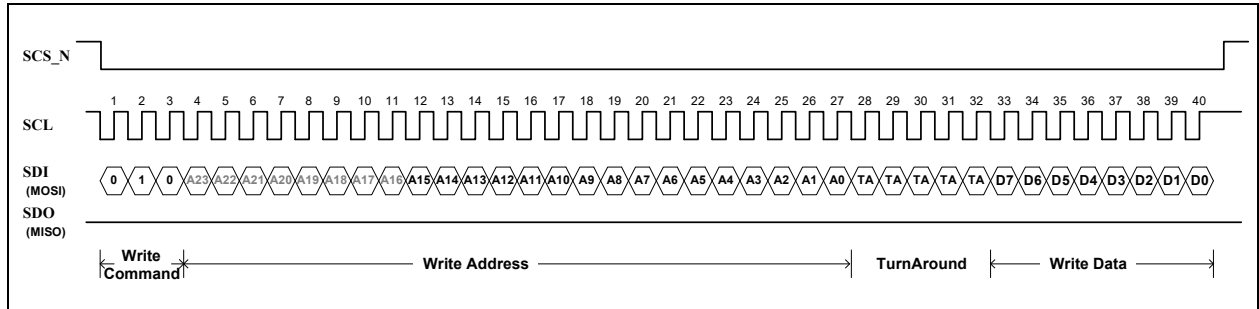 SCS_N
1 2 3 4 5 6 7 8 9 10 11 12 13 14 15 16 17 18 19 20 21 22 23 24 25 26 27 28 29 30 31 32 33 34 35 36 37 38 39 40
SCL
SDI 0 1 0 A23 A22 A21 A20 A19 A18 A17 A16 A15 A14 A13 A12 A11 A10 A9 A8 A7 A6 A5 A4 A3 A2 A1 A0 TA TA TA TA TA D7 D6 D5 D4 D3 D2 D1 D0
(MOSI)
SDO
(MISO)
Write
Command
Write Address
TurnAround
Write Data